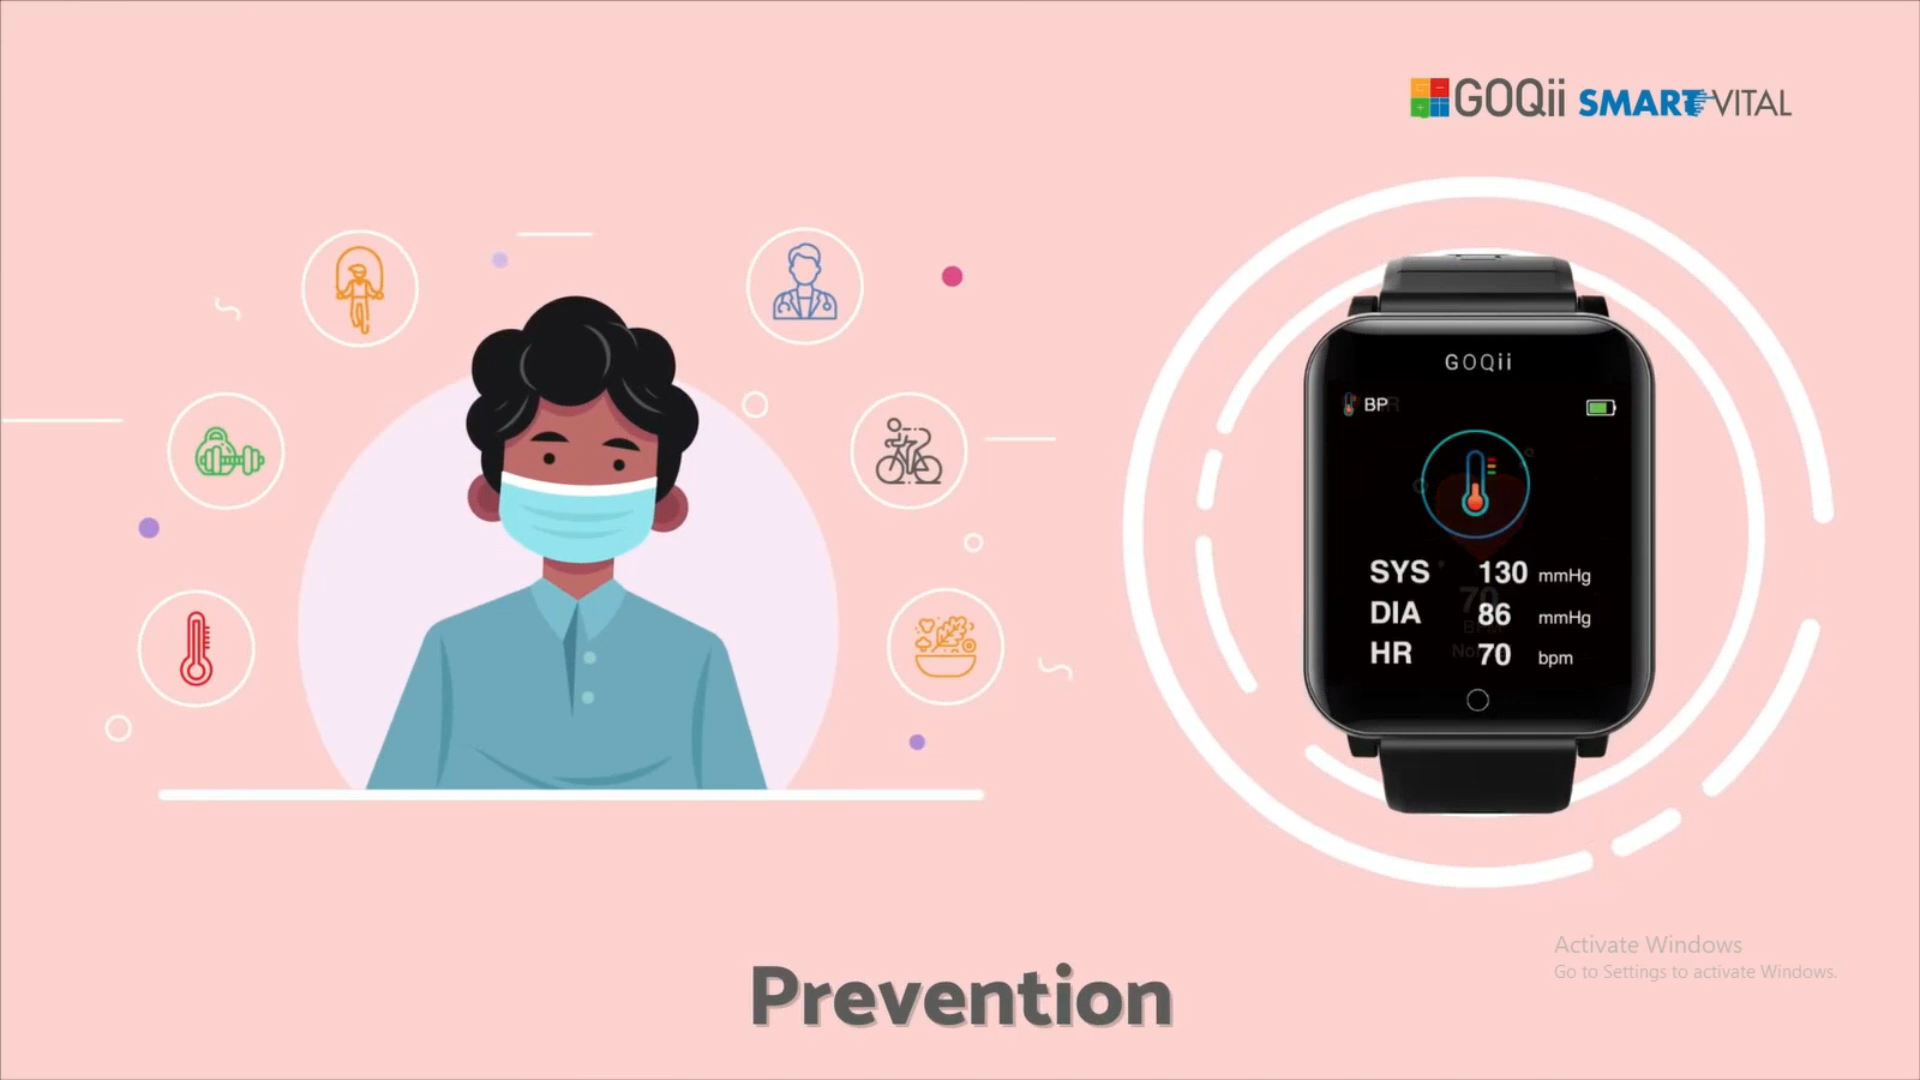 GOQii SMART VITAL
GOQii
BP
SYS 130 mmHg
DIA 86 mmHg
HR 70 bpm
Activate Windows
Go to Settings to activate Windows.
Prevention